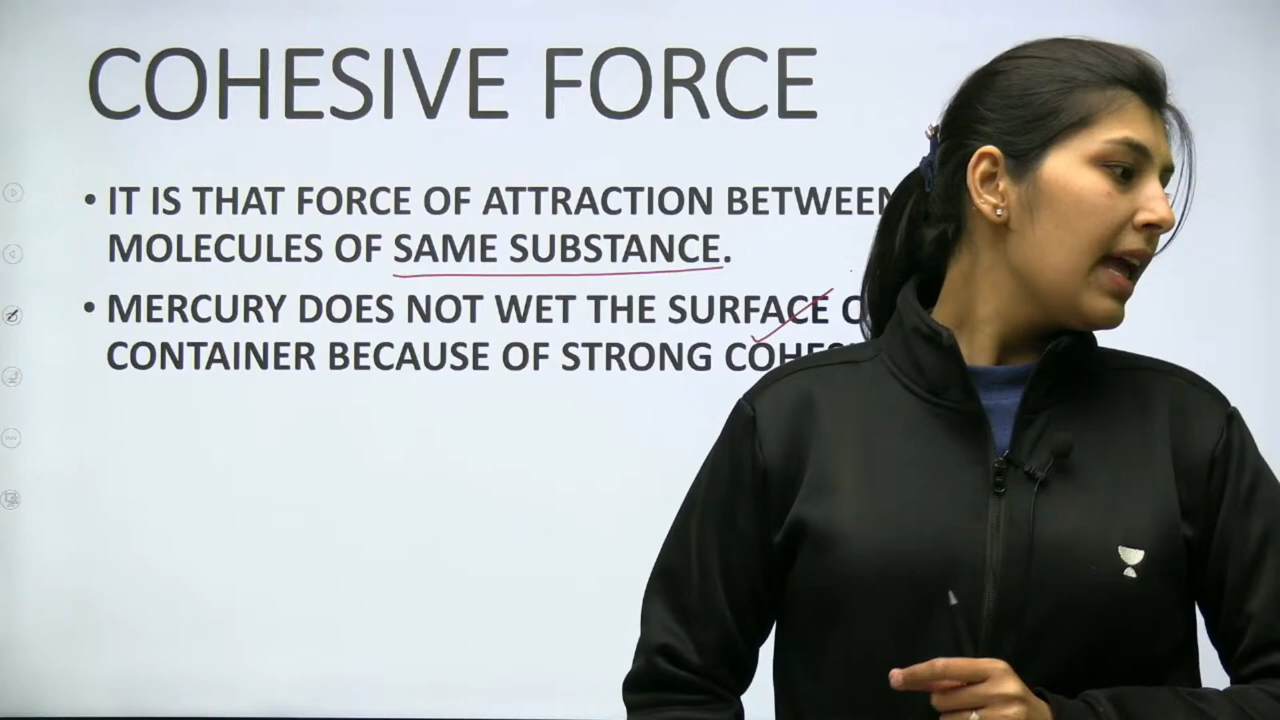 COHESIVE FORCE
• IT IS THAT FORCE OF ATTRACTION BETWEEN
MOLECULES OF SAME SUBSTANCE.
• MERCURY DOES NOT WET THE SURFACE
CONTAINER BECAUSE OF STRONG